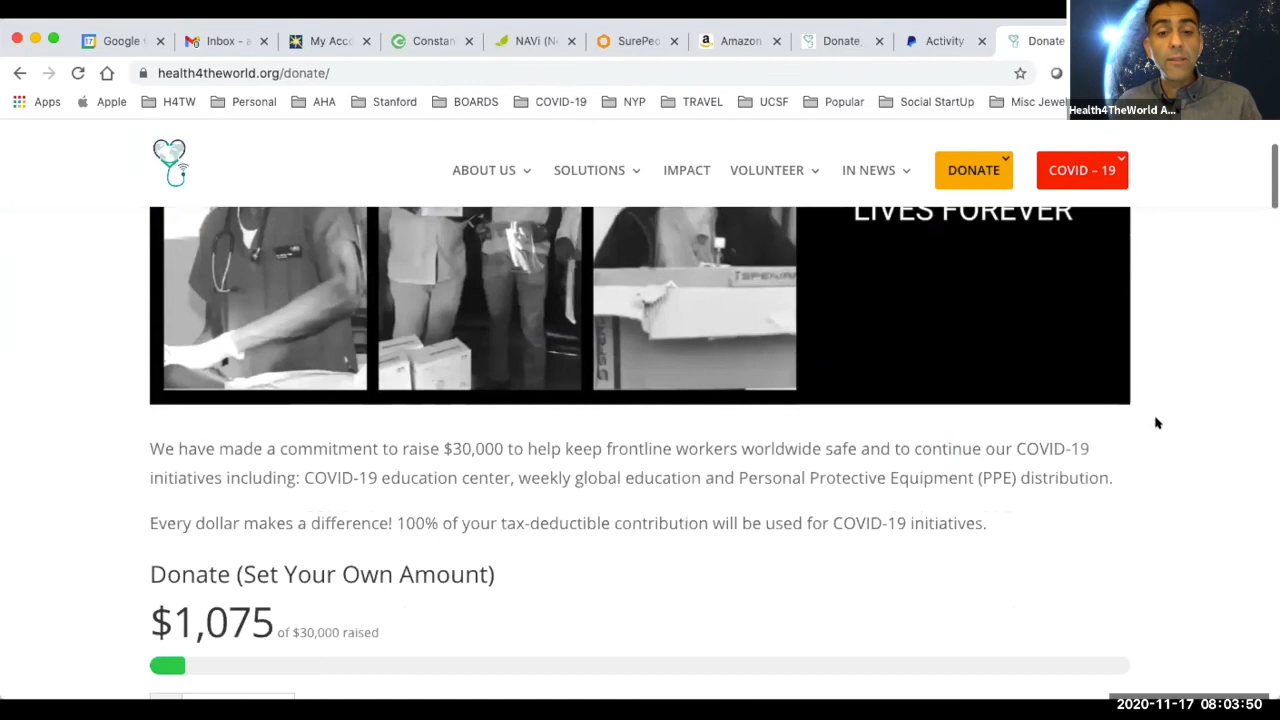 Google
Inbox - a
My Acc
Constan
NAVi (N
SurePeo
Amazon
Donate
Activity
Donate
health4theworld.org/donate/
Apps
Apple
H4TW
Personal
AHA
Stanford
BOARDS
COVID-19
NYP
TRAVEL
UCSF
Popular
Social StartUp
Misc Jewel
Health4TheWorld A...
ABOUT US
SOLUTIONS
IMPACT
VOLUNTEER
IN NEWS
DONATE
COVID – 19
LIVES FOREVER
We have made a commitment to raise $30,000 to help keep frontline workers worldwide safe and to continue our COVID-19
initiatives including: COVID-19 education center, weekly global education and Personal Protective Equipment (PPE) distribution.
Every dollar makes a difference! 100% of your tax-deductible contribution will be used for COVID-19 initiatives.
Donate (Set Your Own Amount)
$1,075 of $30,000 raised
2020-11-17 08:03:50